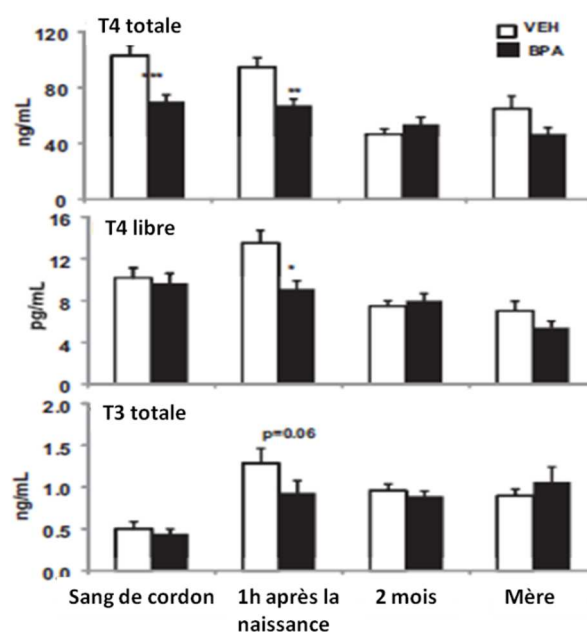 T4 totale
VEH
BPA
120
80
40
0
ng/mL
***
**
T4 libre
16
12
8
4
0
pg/mL
*
T3 totale
2.0
1.5
1.0
0.5
0.0
ng/mL
p=0.06
Sang de cordon
1h après la naissance
2 mois
Mère